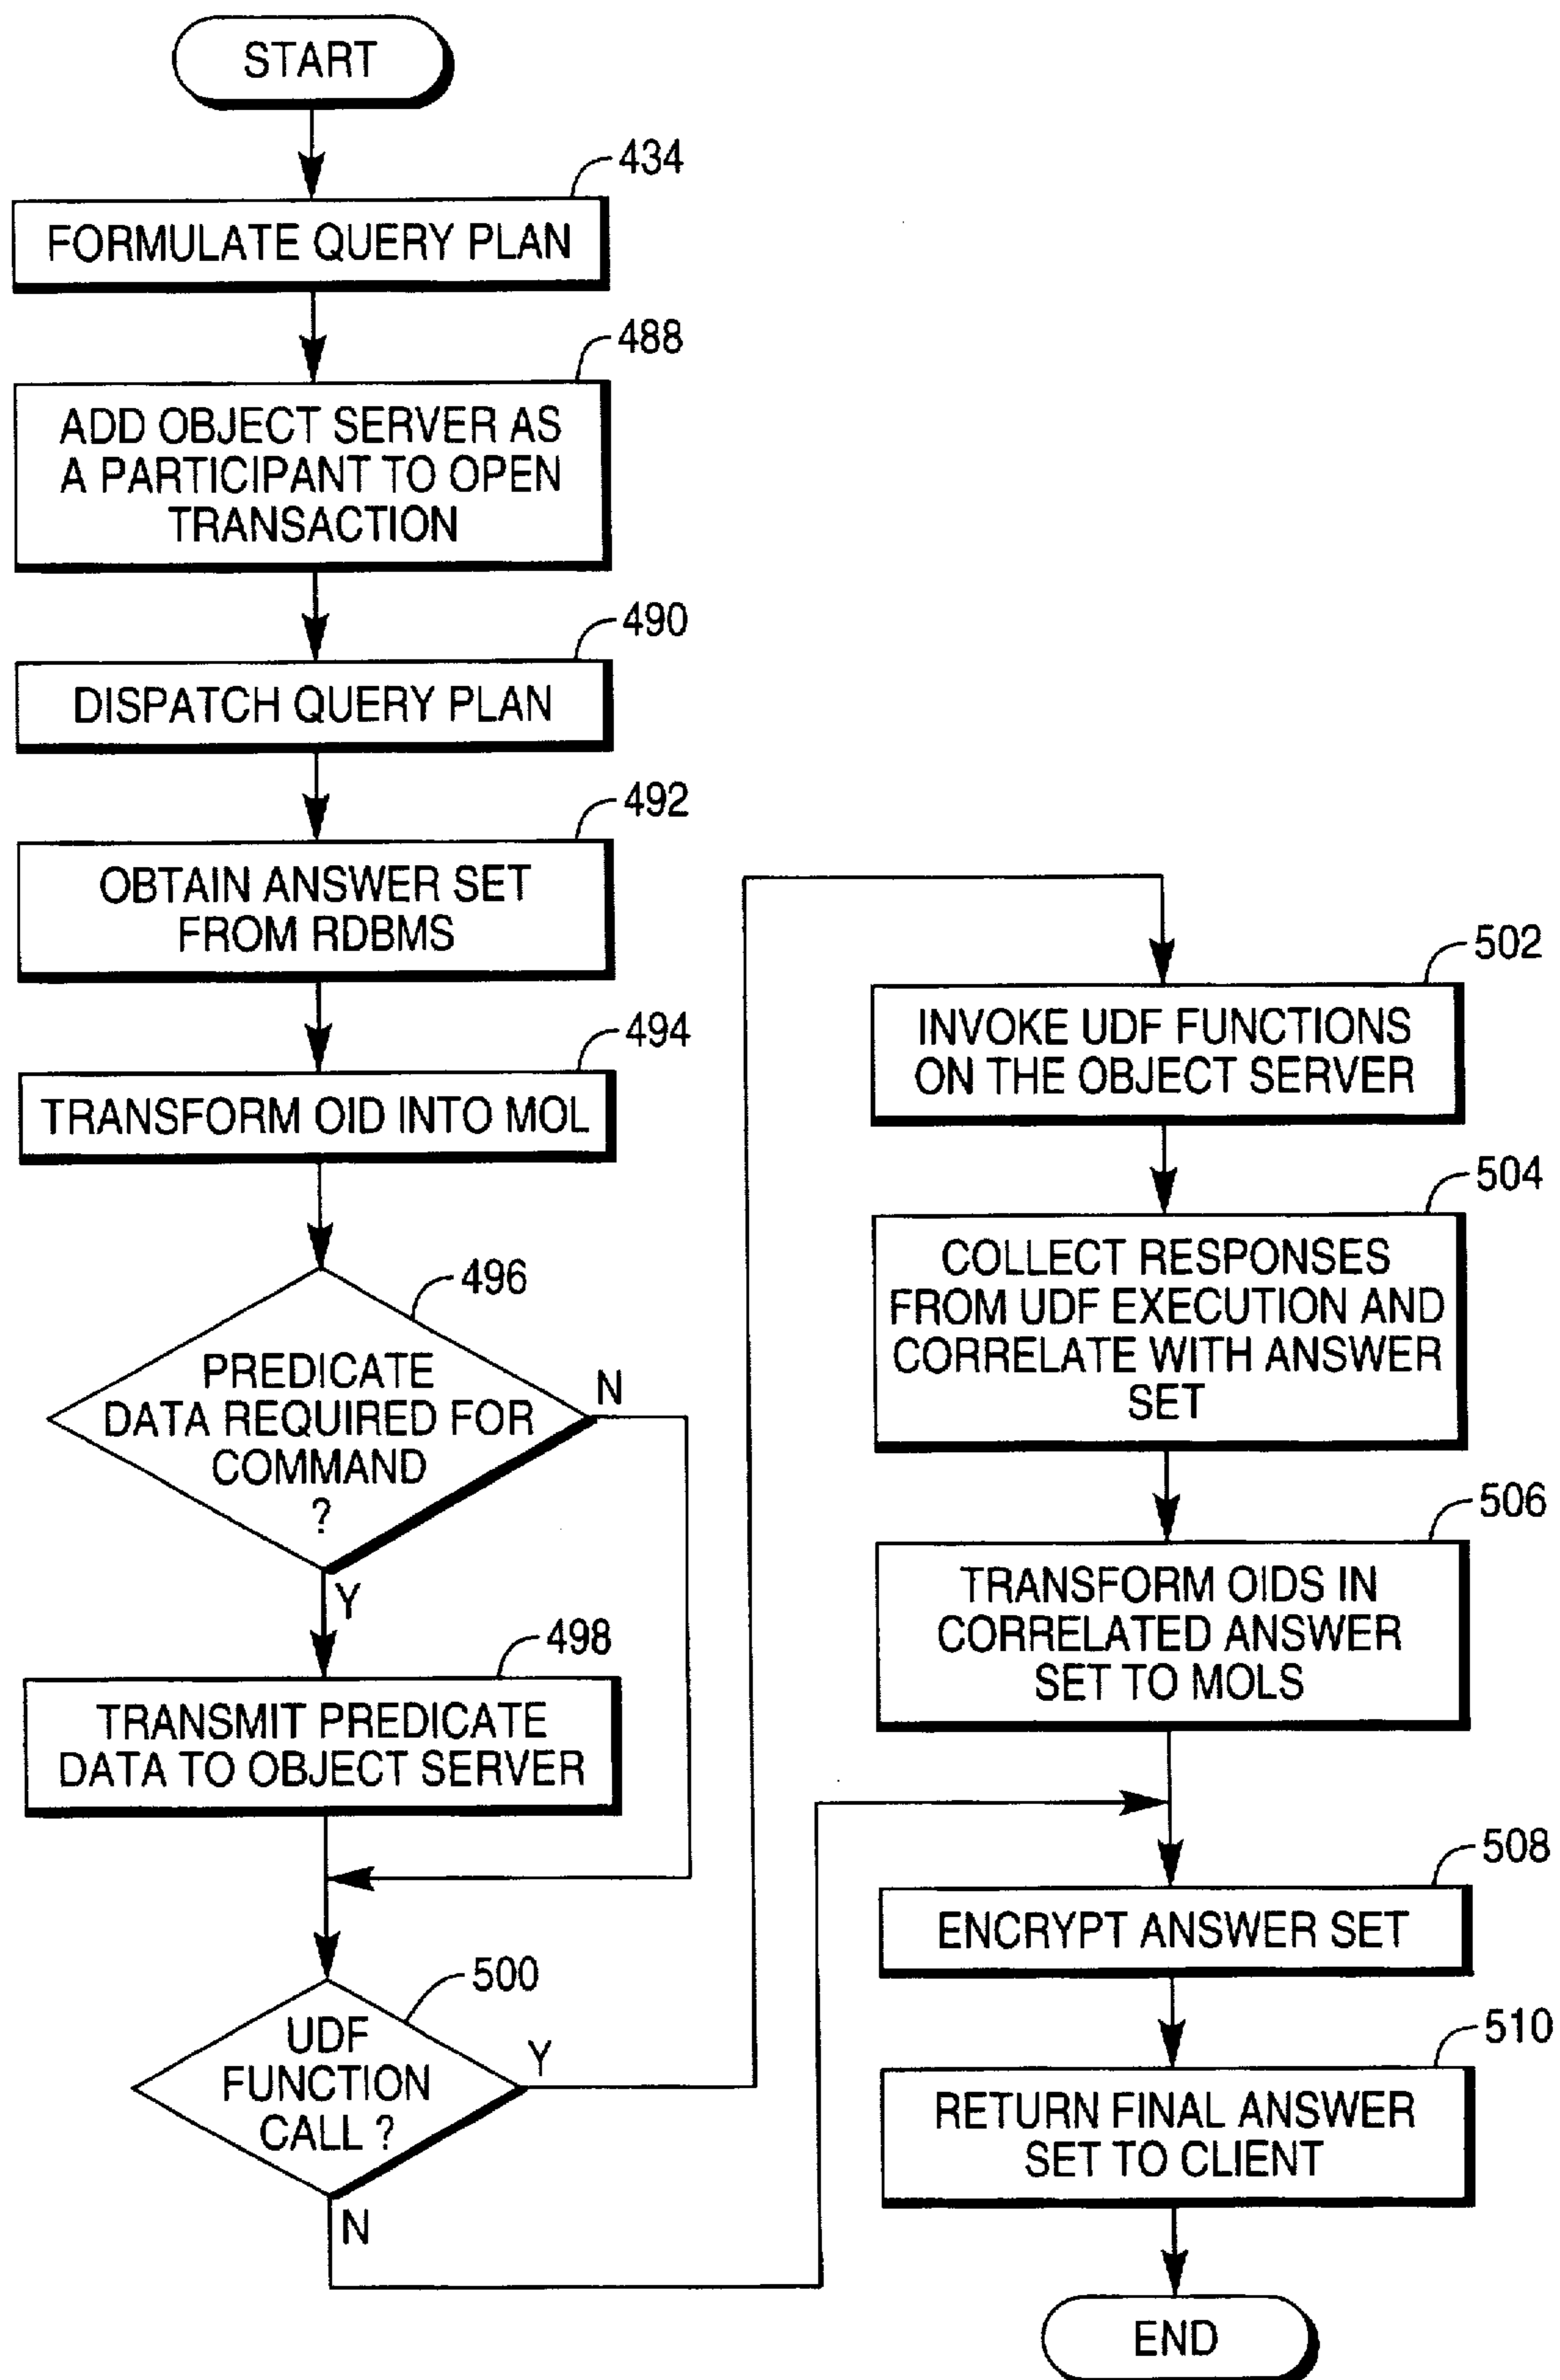 START
434
FORMULATE QUERY PLAN
488
ADD OBJECT SERVER AS
A PARTICIPANT TO OPEN
TRANSACTION
490
DISPATCH QUERY PLAN
492
OBTAIN ANSWER SET
FROM RDBMS
494
TRANSFORM OID INTO MOL
496
PREDICATE
DATA REQUIRED FOR
COMMAND
?
N
Y
498
TRANSMIT PREDICATE
DATA TO OBJECT SERVER
500
UDF
FUNCTION
CALL ?
Y
N
502
INVOKE UDF FUNCTIONS
ON THE OBJECT SERVER
504
COLLECT RESPONSES
FROM UDF EXECUTION AND
CORRELATE WITH ANSWER
SET
506
TRANSFORM OIDS IN
CORRELATED ANSWER
SET TO MOLS
508
ENCRYPT ANSWER SET
510
RETURN FINAL ANSWER
SET TO CLIENT
END